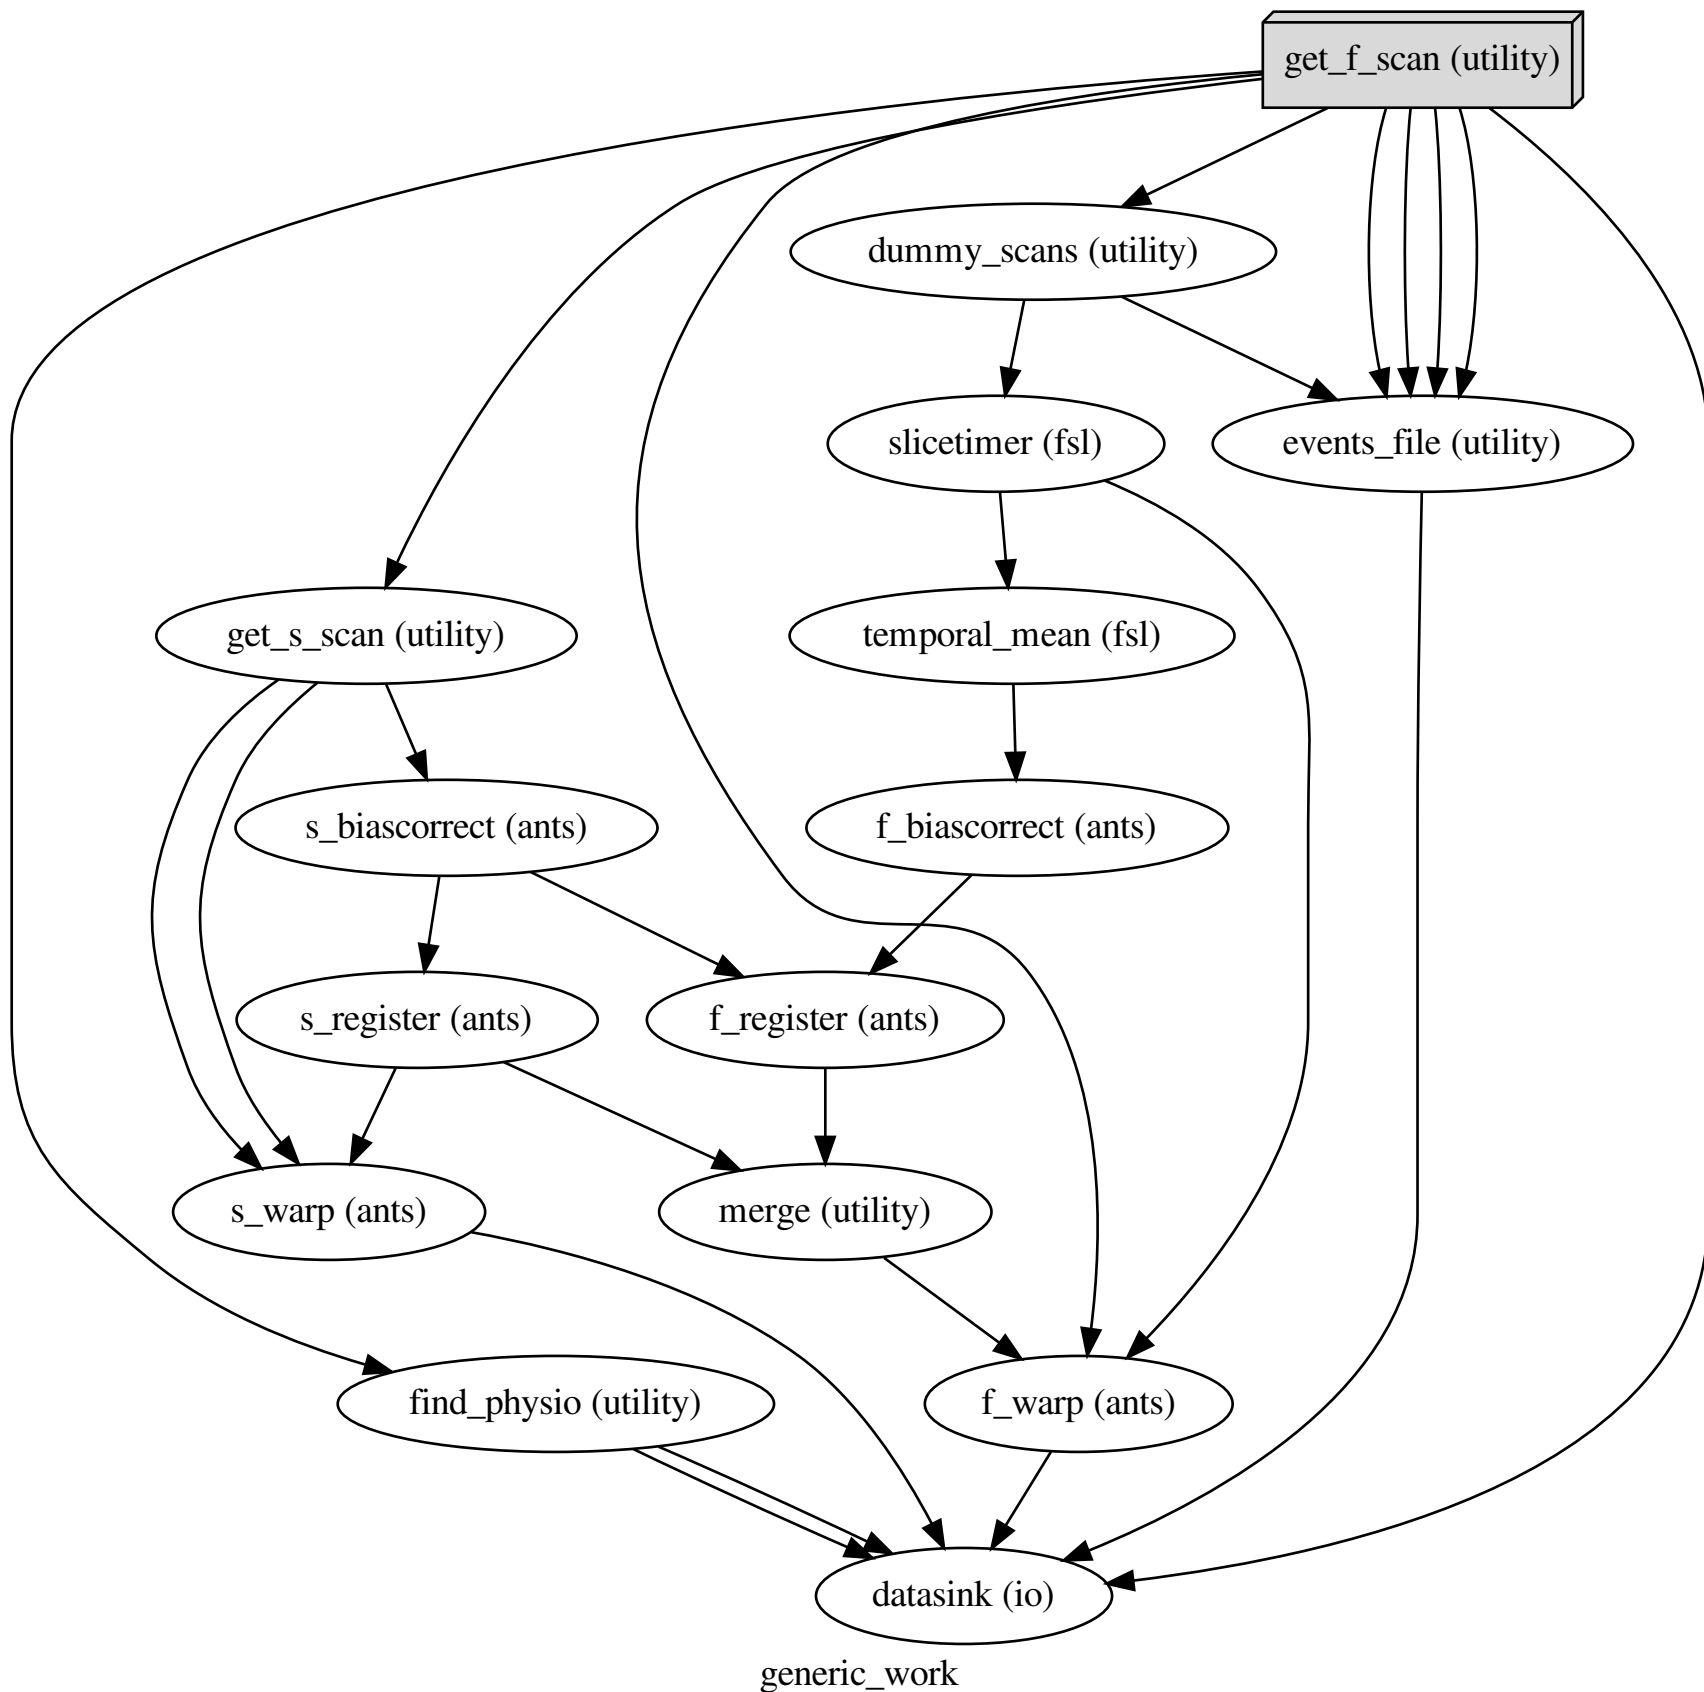 get_f_scan (utility)
dummy_scans (utility)
slicetimer (fsl)
events_file (utility)
get_s_scan (utility)
temporal_mean (fsl)
s_biascorrect (ants)
f_biascorrect (ants)
s_register (ants)
f_register (ants)
s_warp (ants)
merge (utility)
find_physio (utility)
f_warp (ants)
datasink (io)
generic_work